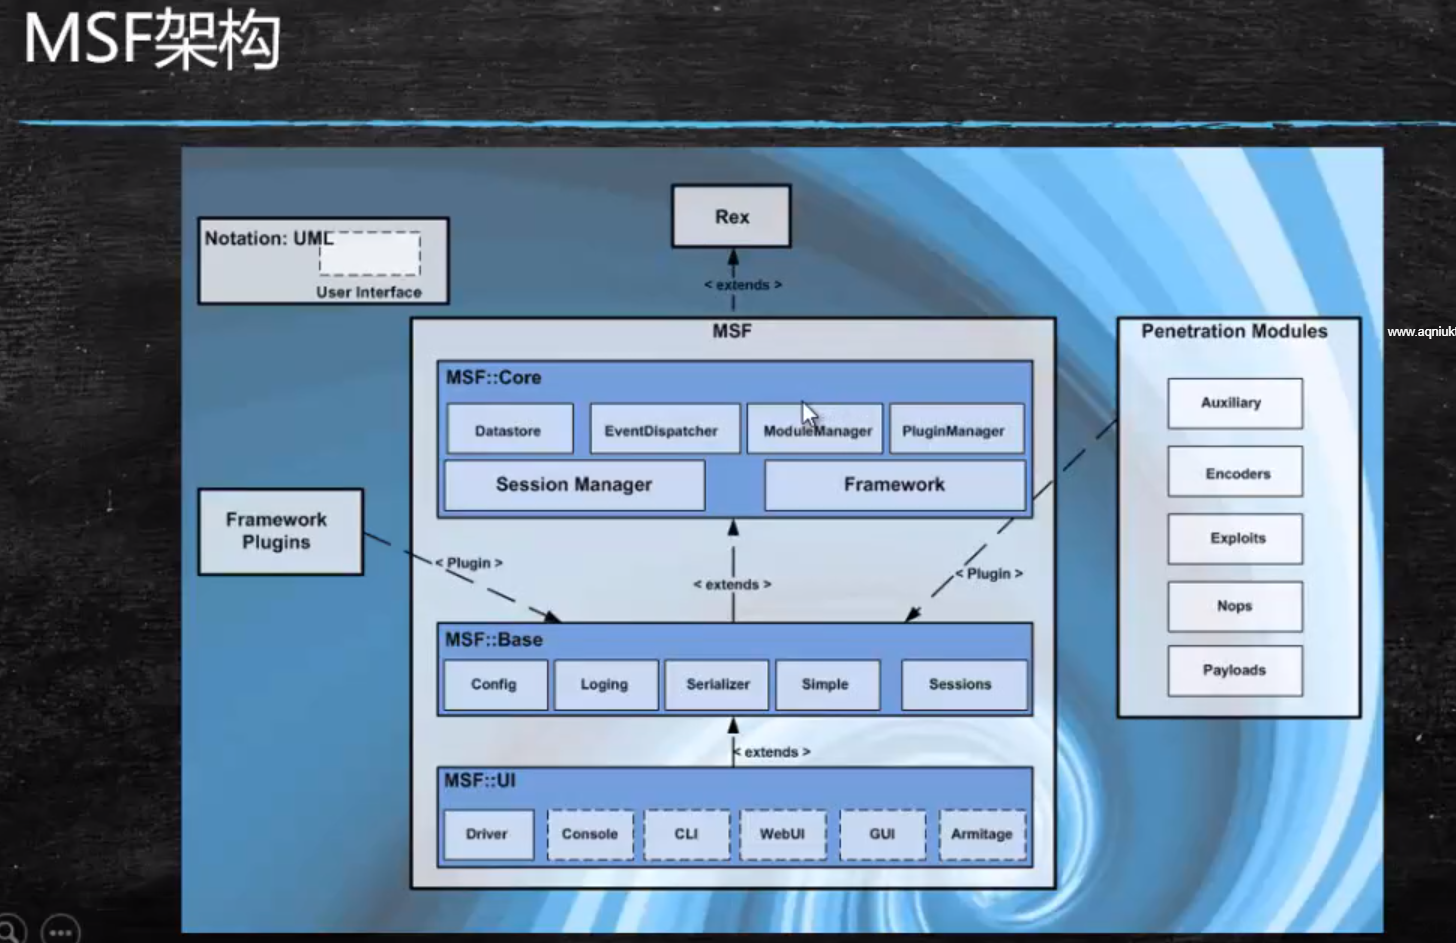 MSF架构
Rex
Notation: UML
User Interface
< extends >
MSF
MSF::Core
Datastore
EventDispatcher
ModuleManager
PluginManager
Session Manager
Framework
Framework
Plugins
< Plugin >
< extends >
< Plugin >
MSF::Base
Config
Loging
Serializer
Simple
Sessions
< extends >
MSF::UI
Driver
Console
CLI
WebUI
GUI
Armitage
Penetration Modules
Auxiliary
Encoders
Exploits
Nops
Payloads